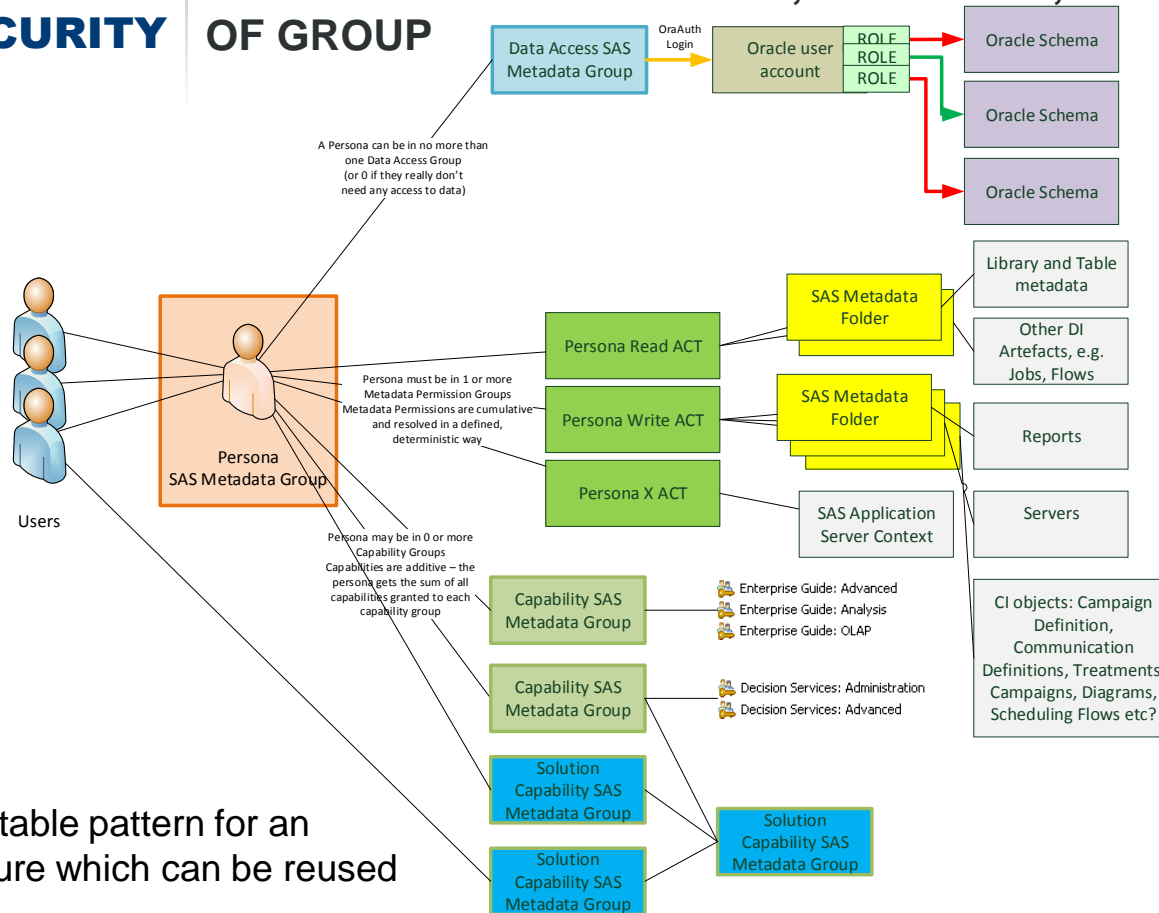 CURITY
OF GROUP
Data Access SAS
Metadata Group
OraAuth
Login
Oracle user
account
ROLE
ROLE
ROLE
Oracle Schema
Oracle Schema
Oracle Schema
A Persona can be in no more than
one Data Access Group
(or 0 if they really don't
need any access to data)
Users
Persona
SAS Metadata Group
Persona must be in 1 or more
Metadata Permission Groups
Metadata Permissions are cumulative
and resolved in a defined,
deterministic way
Persona Read ACT
Persona Write ACT
Persona X ACT
SAS Metadata
Folder
SAS Metadata
Folder
SAS Application
Server Context
Library and Table
metadata
Other DI
Artefacts, e.g.
Jobs, Flows
Reports
Servers
CI objects: Campaign
Definition,
Communication
Definitions, Treatments
Campaigns, Diagrams,
Scheduling Flows etc?
Persona may be in 0 or more
Capability Groups
Capabilities are additive – the
persona gets the sum of all
capabilities granted to each
capability group
Capability SAS
Metadata Group
Enterprise Guide: Advanced
Enterprise Guide: Analysis
Enterprise Guide: OLAP
Capability SAS
Metadata Group
Decision Services: Administration
Decision Services: Advanced
Solution
Capability SAS
Metadata Group
Solution
Capability SAS
Metadata Group
Solution
Capability SAS
Metadata Group
table pattern for an
ure which can be reused